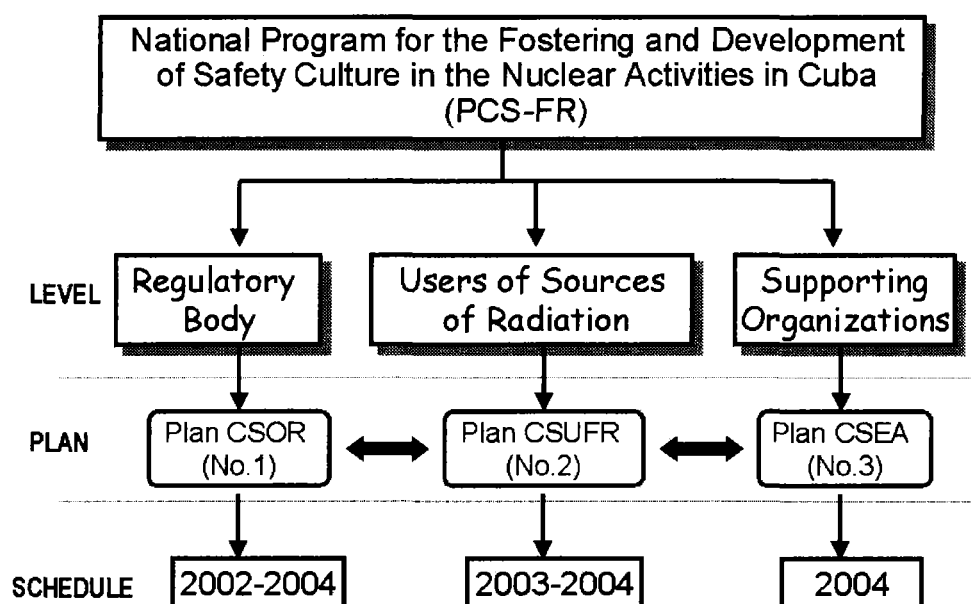 National Program for the Fostering and Development
of Safety Culture in the Nuclear Activities in Cuba
(PCS-FR)
LEVEL
Regulatory
Body
Users of Sources
of Radiation
Supporting
Organizations
PLAN
Plan CSOR
(No.1)
Plan CSUFR
(No.2)
Plan CSEA
(No.3)
SCHEDULE
2002-2004
2003-2004
2004